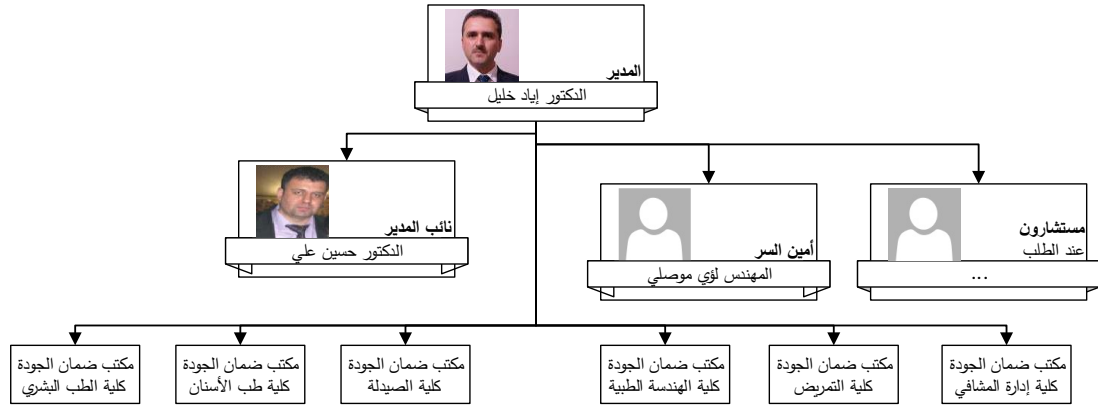 المدير
الدكتور إياد خليل
مستشارون
عند الطلب
...
أمين السر
المهندس لؤي موصلي
نائب المدير
الدكتور حسين علي
مكتب ضمان الجودة
كلية إدارة المشافي
مكتب ضمان الجودة
كلية التمريض
مكتب ضمان الجودة
كلية الهندسة الطبية
مكتب ضمان الجودة
كلية الصيدلة
مكتب ضمان الجودة
كلية طب الأسنان
مكتب ضمان الجودة
كلية الطب البشري